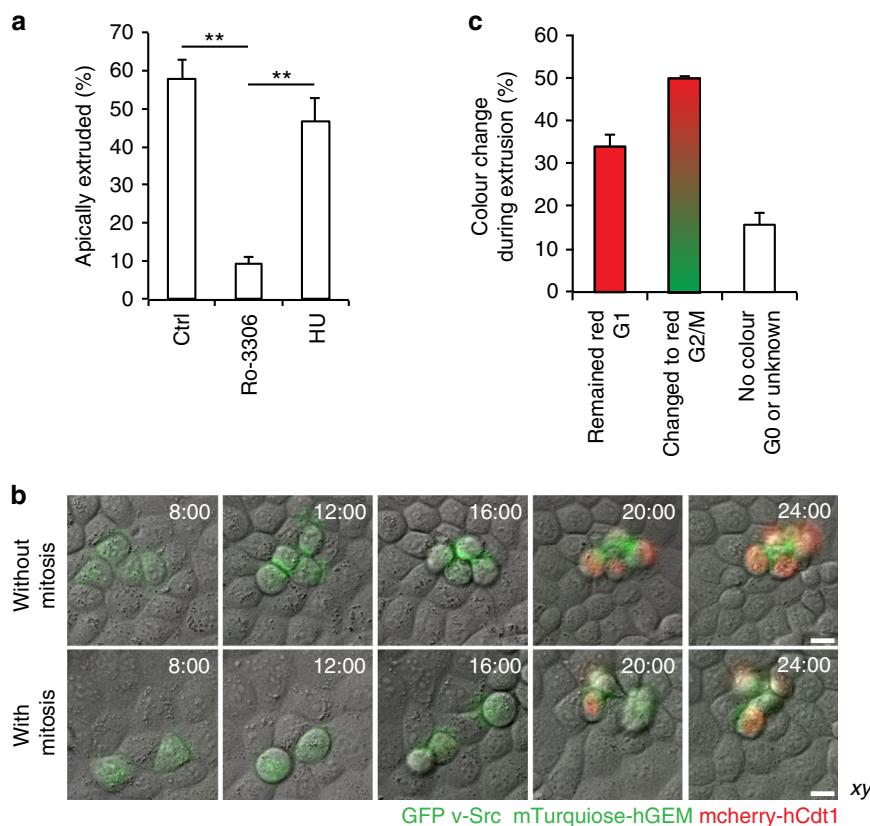 a
Apically extruded (%)
70
60
50
40
30
20
10
0
**
**
Ctrl
Ro-3306
HU
c
Colour change
during extrusion (%)
60
50
40
30
20
10
0
Remained red
G1
Changed to red
G2/M
No colour
G0 or unknown
b
Without
mitosis
8:00
12:00
16:00
20:00
24:00
With
mitosis
8:00
12:00
16:00
20:00
24:00
xy
GFP v-Src mTurquiose-hGEM mcherry-hCdt1